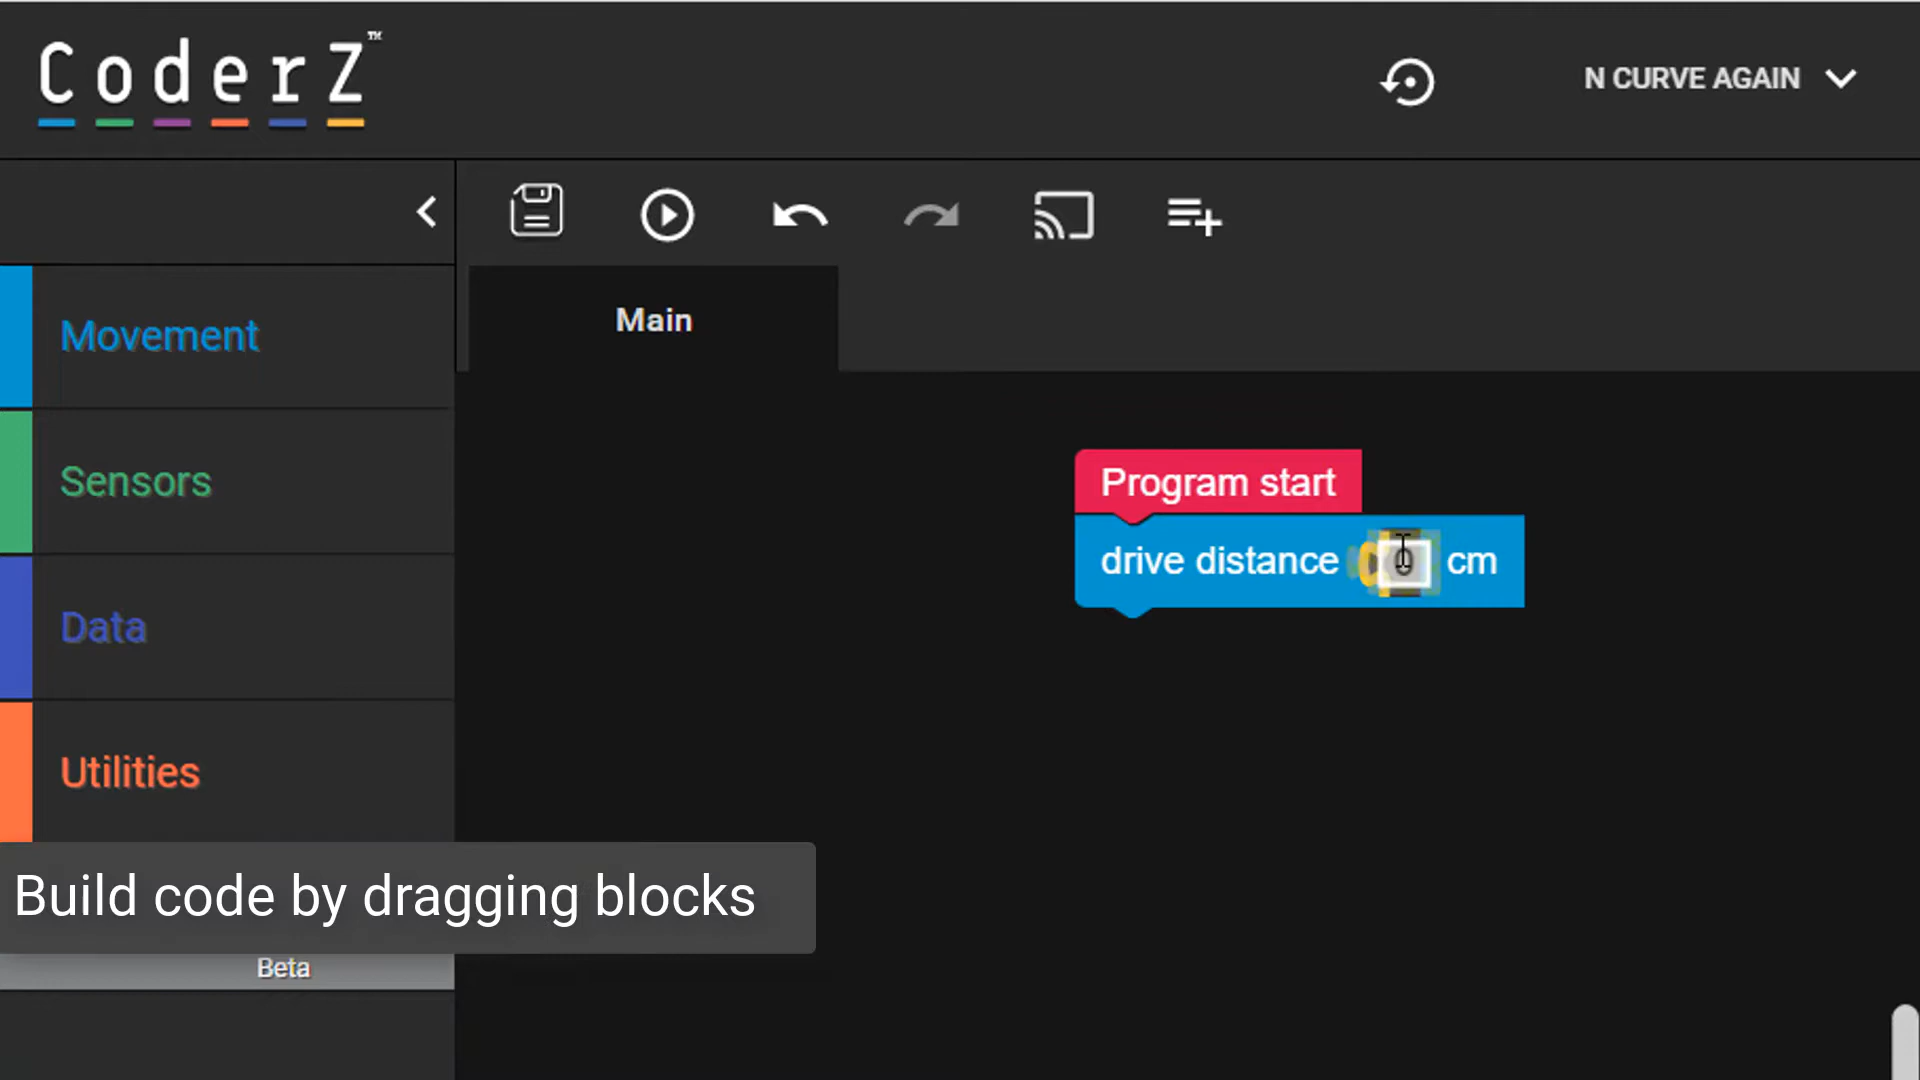 CoderZ™
N CURVE AGAIN
Main
Movement
Sensors
Data
Utilities
Program start
drive distance 0 cm
Build code by dragging blocks
Beta